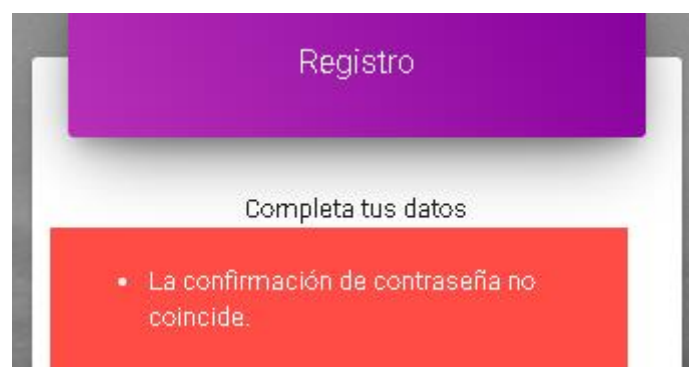 Registro
Completa tus datos
La confirmación de contraseña no
coincide.